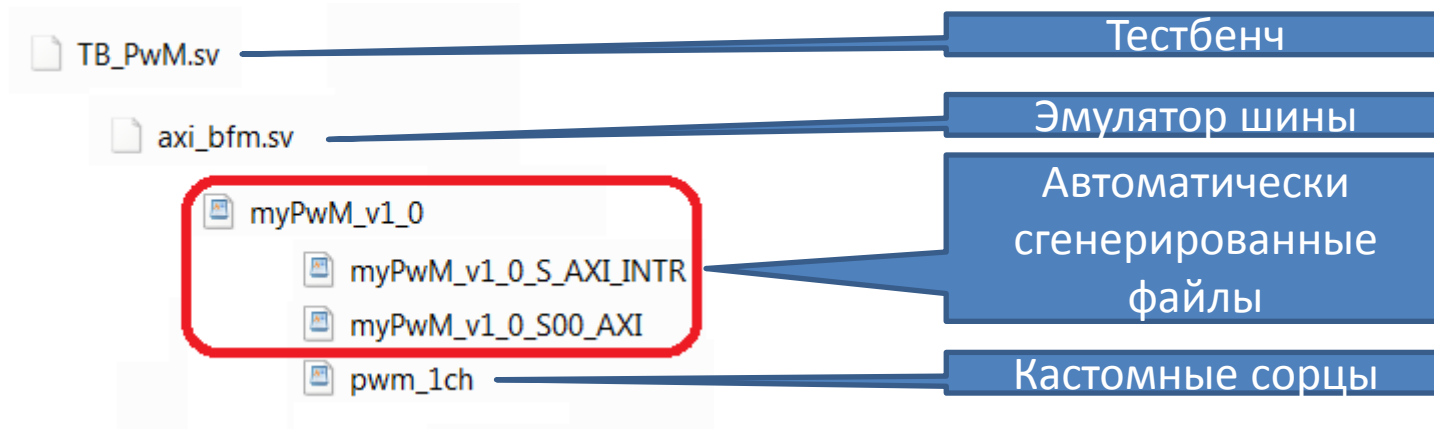 TB_PwM.sv
Тестбенч
axi_bfm.sv
Эмулятор шины
myPwM_v1_0
myPwM_v1_0_S_AXI_INTR
myPwM_v1_0_S00_AXI
Автоматически
сгенерированные
файлы
pwm_1ch
Кастомные сорцы